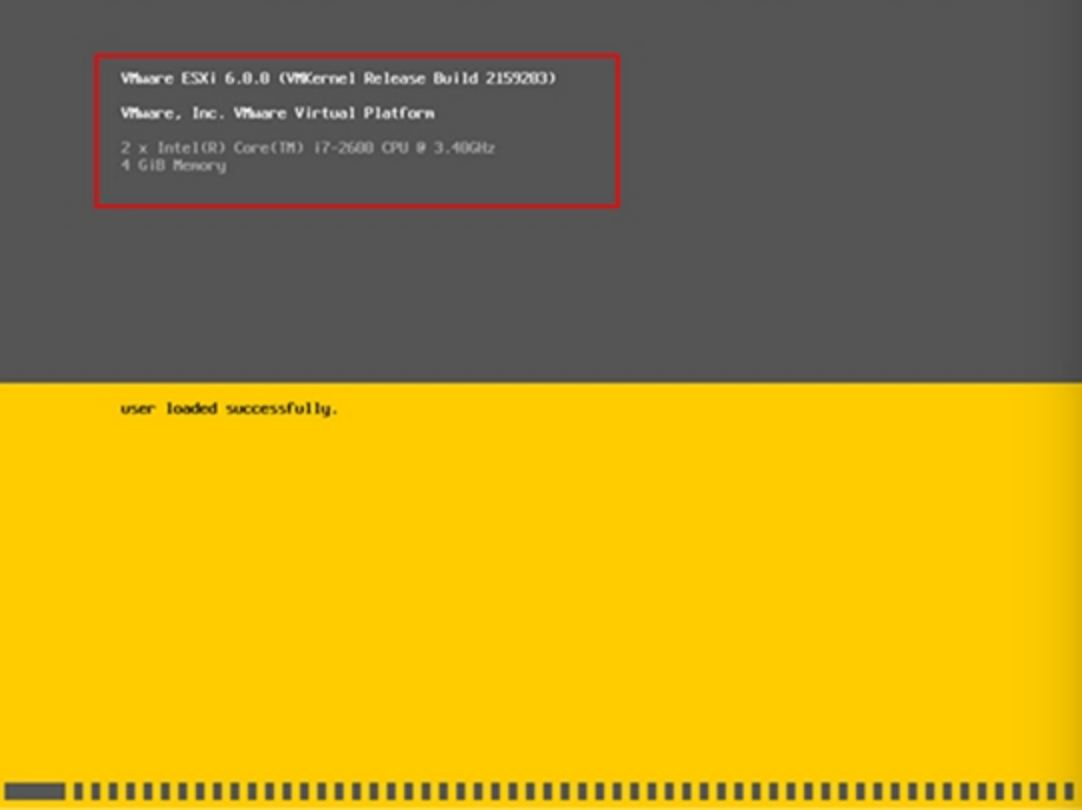 VMware ESXi 6.0.0 (VMKernel Release Build 2159203)
VMware, Inc. VMware Virtual Platform
2 x Intel(R) Core(TM) i7-2600 CPU @ 3.40GHz
4 GiB Memory
user loaded successfully.